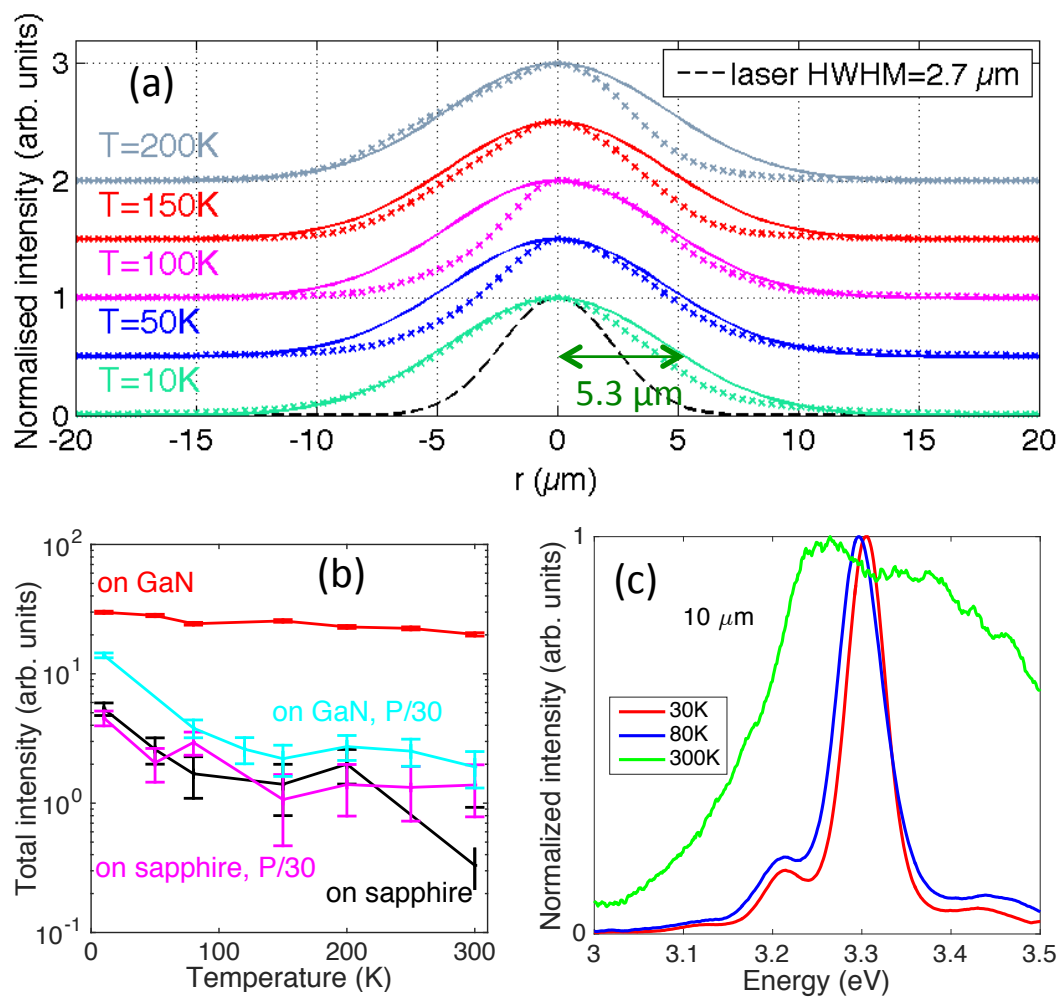 (a)
laser HWHM=2.7 μm
Normalised intensity (arb. units)
3
2
1
0
T=200K
T=150K
T=100K
T=50K
T=10K
5.3 μm
-20 -15 -10 -5 0 5 10 15 20
r (μm)
(b)
Total intensity (arb. units)
10²
10¹
10⁰
10⁻¹
on GaN
on GaN, P/30
on sapphire, P/30
on sapphire
0 100 200 300
Temperature (K)
(c)
Normalized intensity (arb. units)
1
0
10 μm
30K
80K
300K
3 3.1 3.2 3.3 3.4 3.5
Energy (eV)